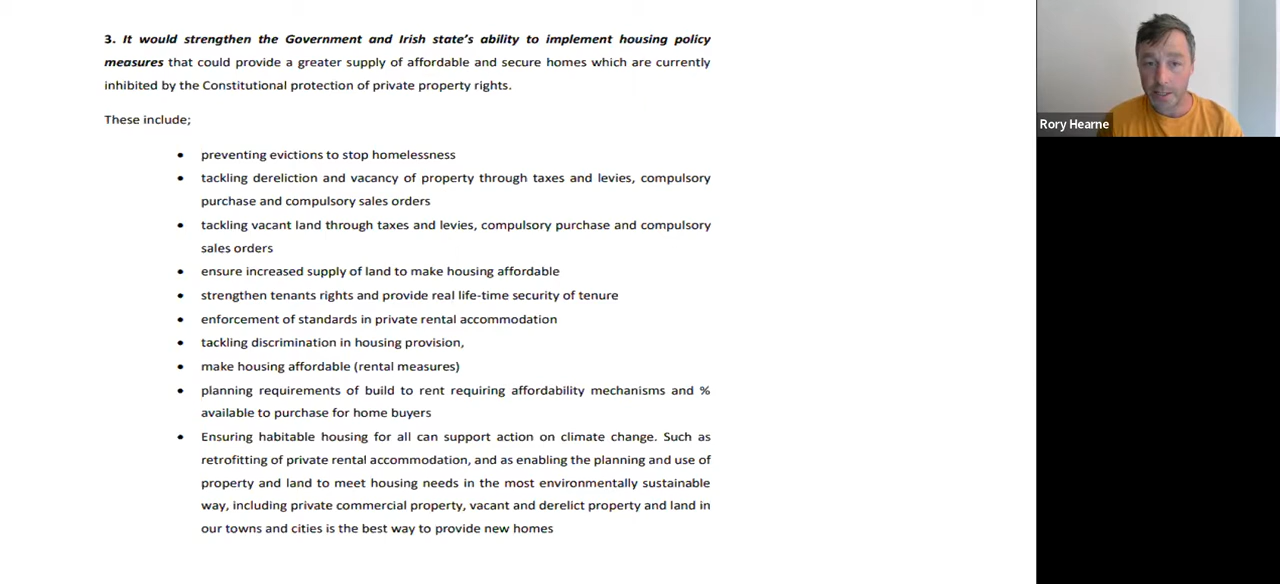 3. It would strengthen the Government and Irish state's ability to implement housing policy
measures that could provide a greater supply of affordable and secure homes which are currently
inhibited by the Constitutional protection of private property rights.
These include;
• preventing evictions to stop homelessness
• tackling dereliction and vacancy of property through taxes and levies, compulsory
purchase and compulsory sales orders
• tackling vacant land through taxes and levies, compulsory purchase and compulsory
sales orders
• ensure increased supply of land to make housing affordable
• strengthen tenants rights and provide real life-time security of tenure
• enforcement of standards in private rental accommodation
• tackling discrimination in housing provision,
• make housing affordable (rental measures)
• planning requirements of build to rent requiring affordability mechanisms and %
available to purchase for home buyers
• Ensuring habitable housing for all can support action on climate change. Such as
retrofitting of private rental accommodation, and as enabling the planning and use of
property and land to meet housing needs in the most environmentally sustainable
way, including private commercial property, vacant and derelict property and land in
our towns and cities is the best way to provide new homes
Rory Hearne